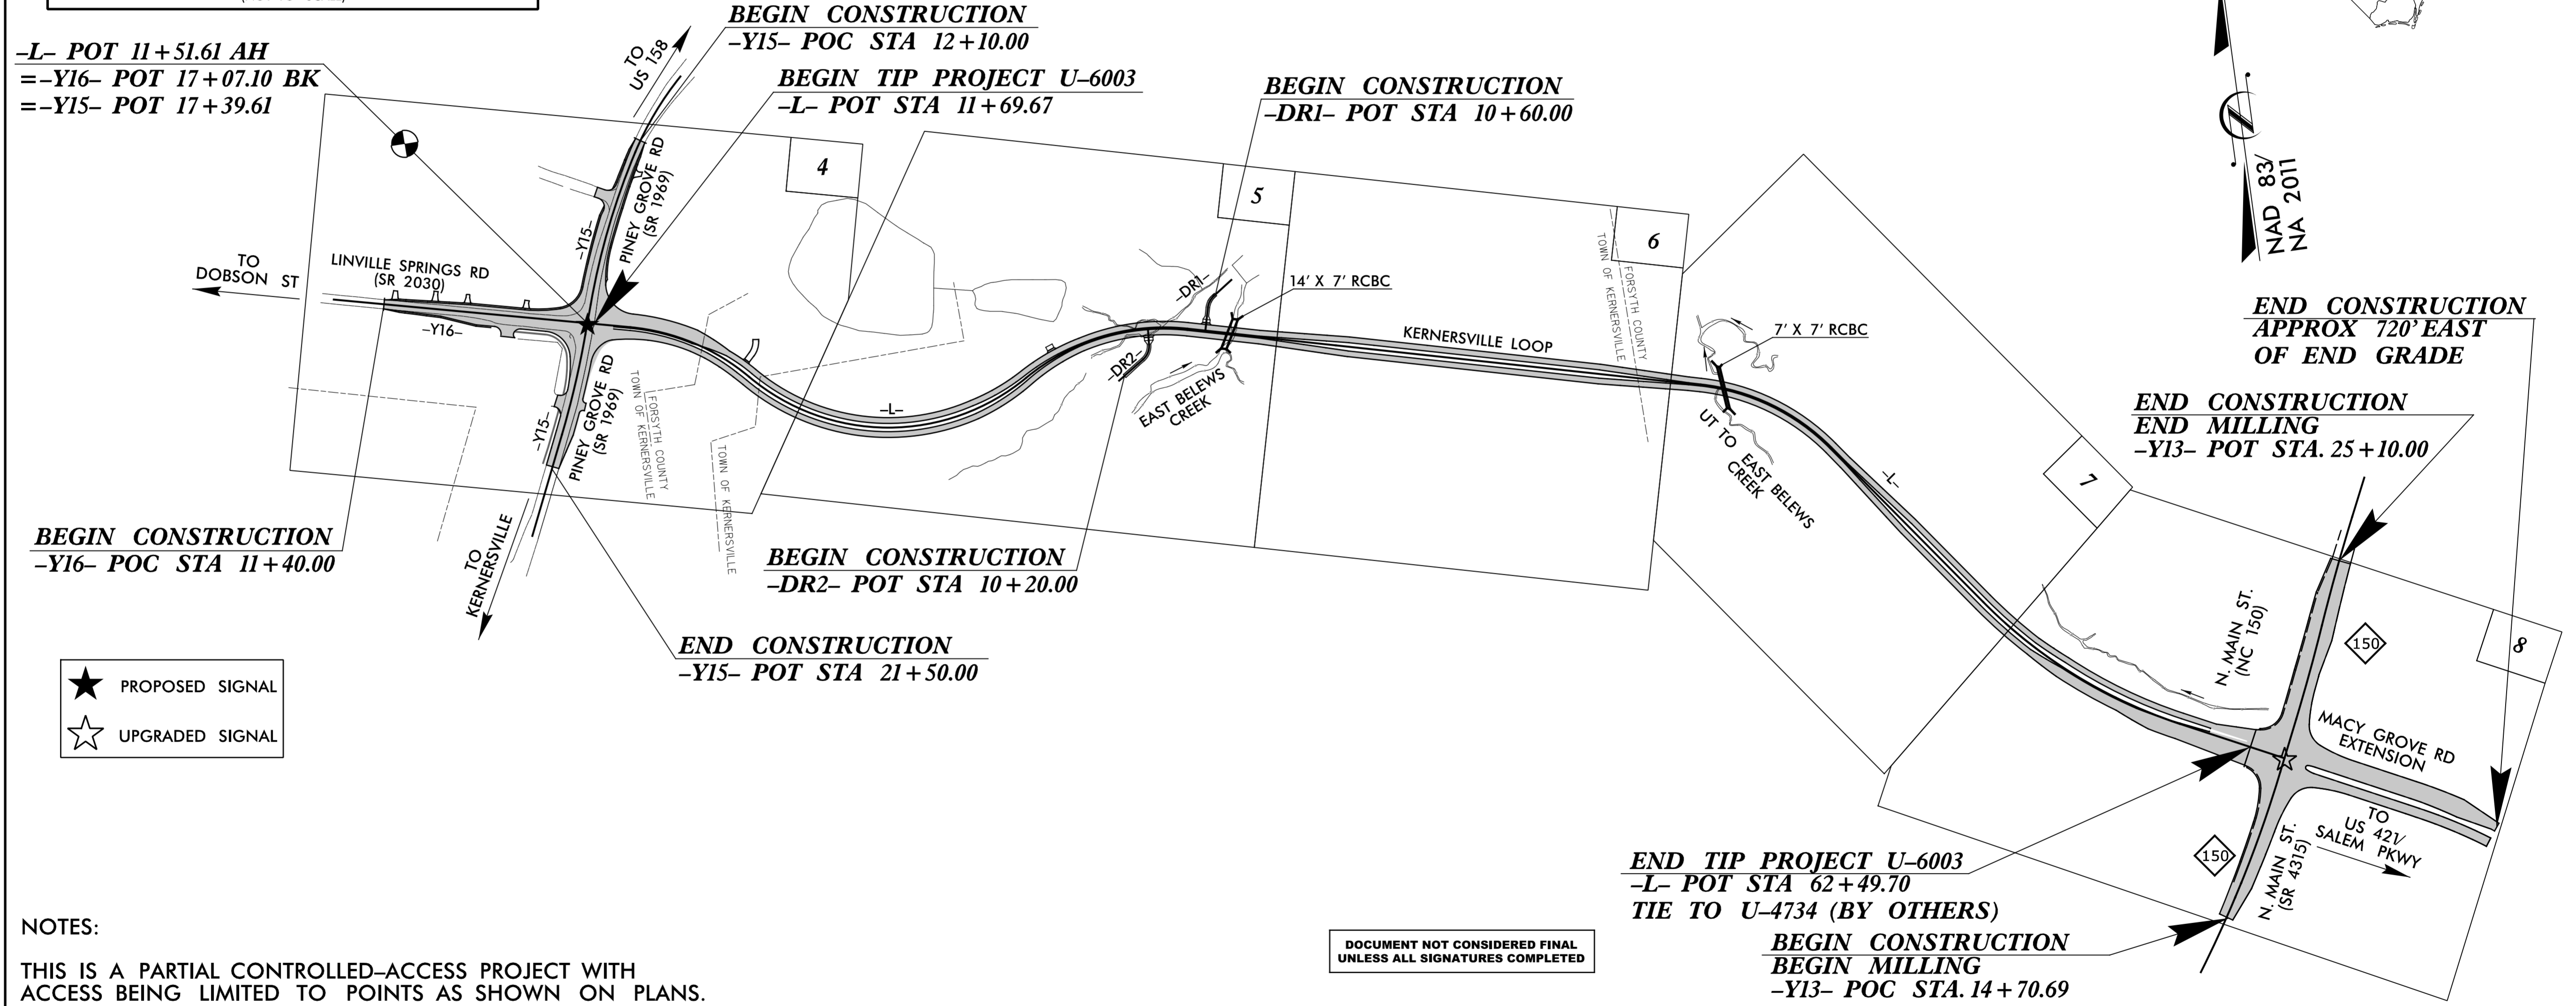 BEGIN CONSTRUCTION
–Y15– POC STA 12+10.00
–L– POT 11+51.61 AH
=–Y16– POT 17+07.10 BK
=–Y15– POT 17+39.61
TO
US 158
BEGIN TIP PROJECT U–6003
–L– POT STA 11+69.67
BEGIN CONSTRUCTION
–DR1– POT STA 10+60.00
NAD 83/
NA 2011
4
5
6
7
8
PINEY GROVE RD
(SR 1969)
–Y15–
TO
DOBSON ST
LINVILLE SPRINGS RD
(SR 2030)
–Y16–
–DR1–
14' X 7' RCBC
–DR2–
EAST BELEWS
CREEK
KERNERSVILLE LOOP
TOWN OF KERNERSVILLE
FORSYTH COUNTY
7' X 7' RCBC
UT TO EAST BELEWS
CREEK
END CONSTRUCTION
APPROX 720' EAST
OF END GRADE
END CONSTRUCTION
END MILLING
–Y13– POT STA. 25+10.00
–L–
–L–
–Y15–
PINEY GROVE RD
(SR 1969)
FORSYTH COUNTY
TOWN OF KERNERSVILLE
TOWN OF KERNERSVILLE
BEGIN CONSTRUCTION
–Y16– POC STA 11+40.00
TO
KERNERSVILLE
BEGIN CONSTRUCTION
–DR2– POT STA 10+20.00
END CONSTRUCTION
–Y15– POT STA 21+50.00
PROPOSED SIGNAL
UPGRADED SIGNAL
N. MAIN ST.
(NC 150)
150
MACY GROVE RD
EXTENSION
TO
US 421/
SALEM PKWY
150
N. MAIN ST.
(SR 4315)
END TIP PROJECT U–6003
–L– POT STA 62+49.70
TIE TO U–4734 (BY OTHERS)
BEGIN CONSTRUCTION
BEGIN MILLING
–Y13– POC STA. 14+70.69
DOCUMENT NOT CONSIDERED FINAL
UNLESS ALL SIGNATURES COMPLETED
NOTES:
THIS IS A PARTIAL CONTROLLED–ACCESS PROJECT WITH
ACCESS BEING LIMITED TO POINTS AS SHOWN ON PLANS.